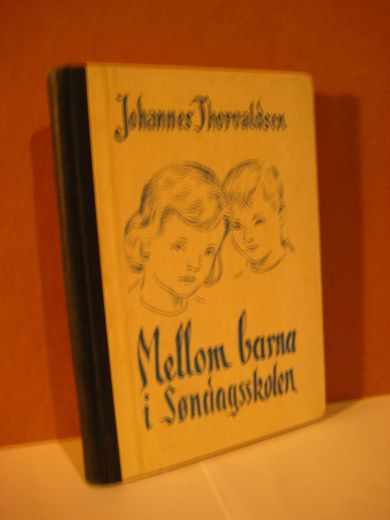 Johannes Thorvaldsen
Mellom barna
i Søndagsskolen